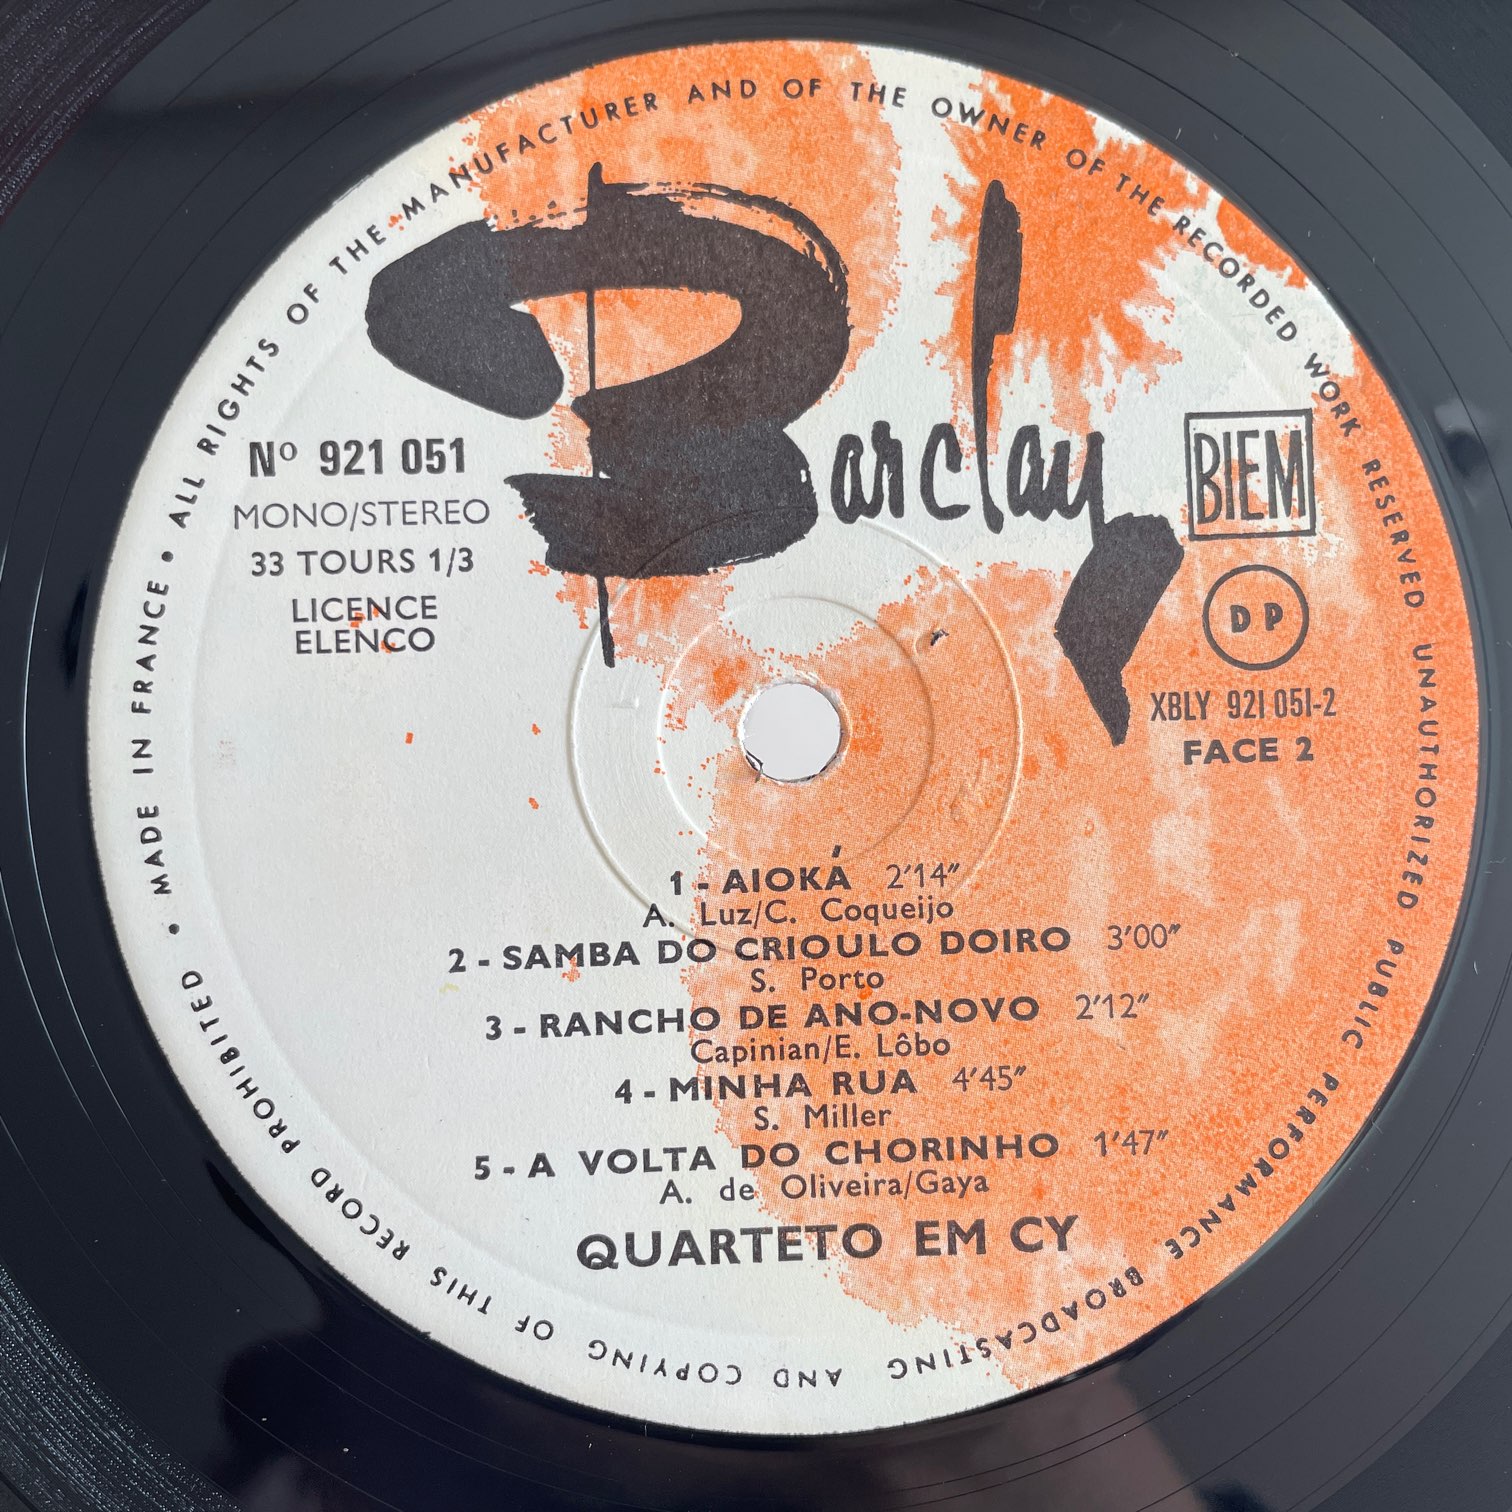 ALL RIGHTS OF THE MANUFACTURER AND OF THE OWNER OF THE RECORDED WORK RESERVED UNAUTHORIZED PUBLIC PERFORMANCE BROADCASTING AND COPYING OF THIS RECORD PROHIBITED • MADE IN FRANCE •
Barclay
Nº 921 051
MONO/STEREO
33 TOURS 1/3
LICENCE
ELENCO
BIEM
DP
XBLY 921 051-2
FACE 2
1 - AIOKÁ 2'14"
A. Luz/C. Coqueijo
2 - SAMBA DO CRIOULO DOIRO 3'00"
S. Porto
3 - RANCHO DE ANO-NOVO 2'12"
Capinian/E. Lôbo
4 - MINHA RUA 4'45"
S. Miller
5 - A VOLTA DO CHORINHO 1'47"
A. de Oliveira/Gaya
QUARTETO EM CY